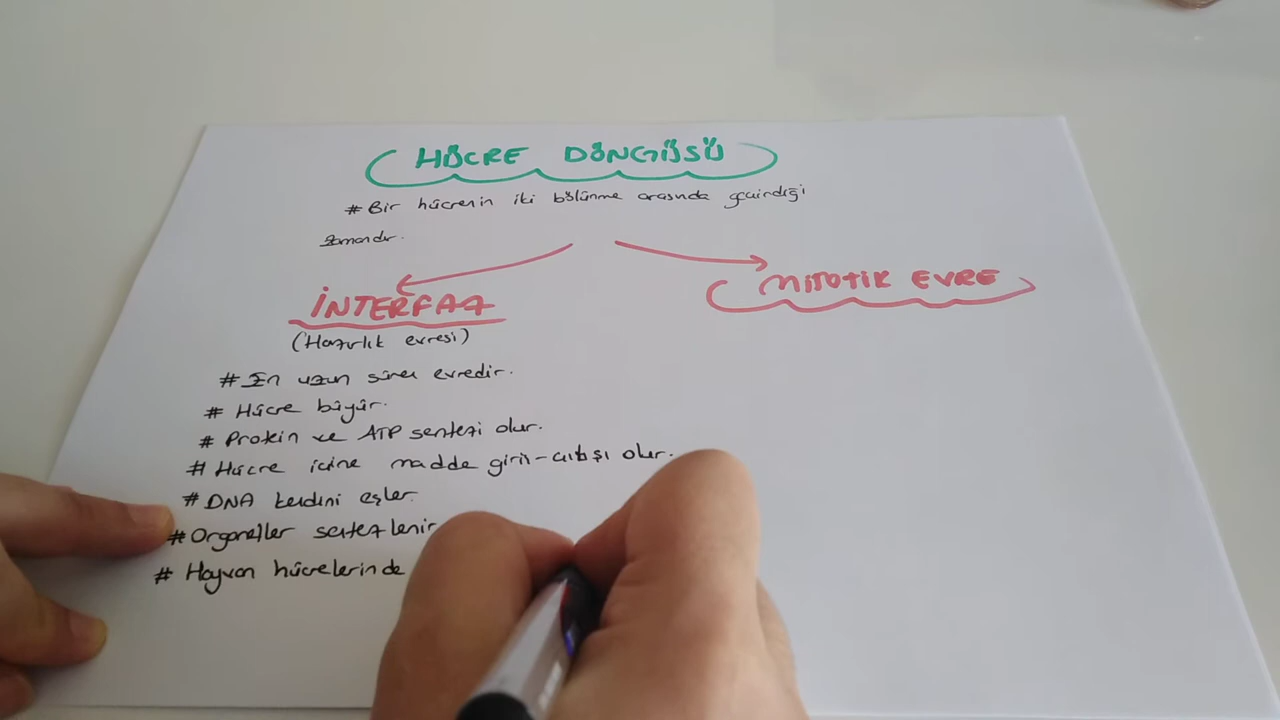 HÜCRE DÖNGÜSÜ
# Bir hücrenin iki bölünme arasında geçirdiği
zamandır.
İNTERFAZ
MİTOTİK EVRE
(Hazırlık evresi)
# En uzun süren evredir.
# Hücre büyür.
# Protein ve ATP sentezi olur.
# Hücre içine madde giriş-çıkışı olur.
# DNA kendini eşler.
# Organeller sentezlenir
# Hayvan hücrelerinde